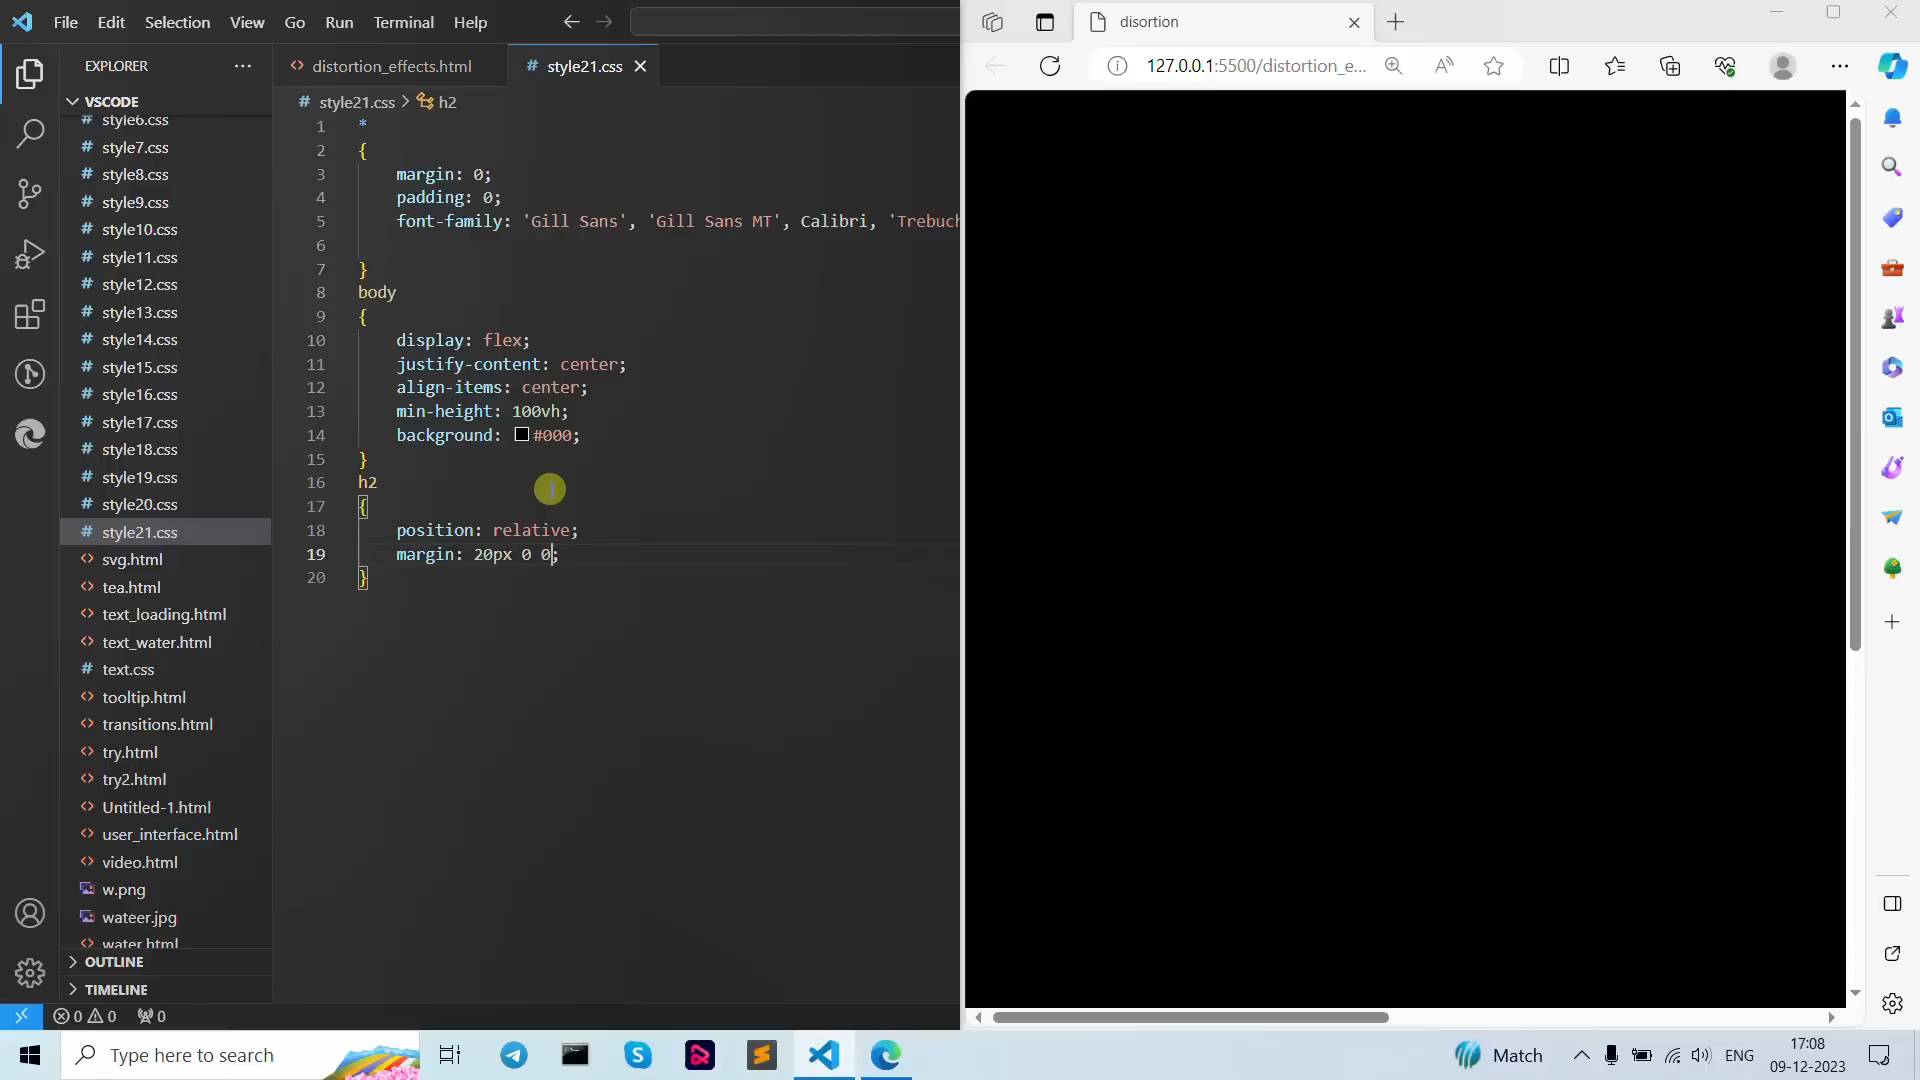 File Edit Selection View Go Run Terminal Help
EXPLORER
VSCODE
style6.css
style7.css
style8.css
style9.css
style10.css
style11.css
style12.css
style13.css
style14.css
style15.css
style16.css
style17.css
style18.css
style19.css
style20.css
style21.css
svg.html
tea.html
text_loading.html
text_water.html
text.css
tooltip.html
transitions.html
try.html
try2.html
Untitled-1.html
user_interface.html
video.html
w.png
wateer.jpg
water.html
OUTLINE
TIMELINE
distortion_effects.html
# style21.css
# style21.css > h2
1 *
2 {
3 margin: 0;
4 padding: 0;
5 font-family: 'Gill Sans', 'Gill Sans MT', Calibri, 'Trebuch
6
7 }
8 body
9 {
10 display: flex;
11 justify-content: center;
12 align-items: center;
13 min-height: 100vh;
14 background: #000;
15 }
16 h2
17 {
18 position: relative;
19 margin: 20px 0 0;
20 }
0 0 0
disortion
127.0.0.1:5500/distortion_e...
Type here to search
Match
ENG
17:08
09-12-2023